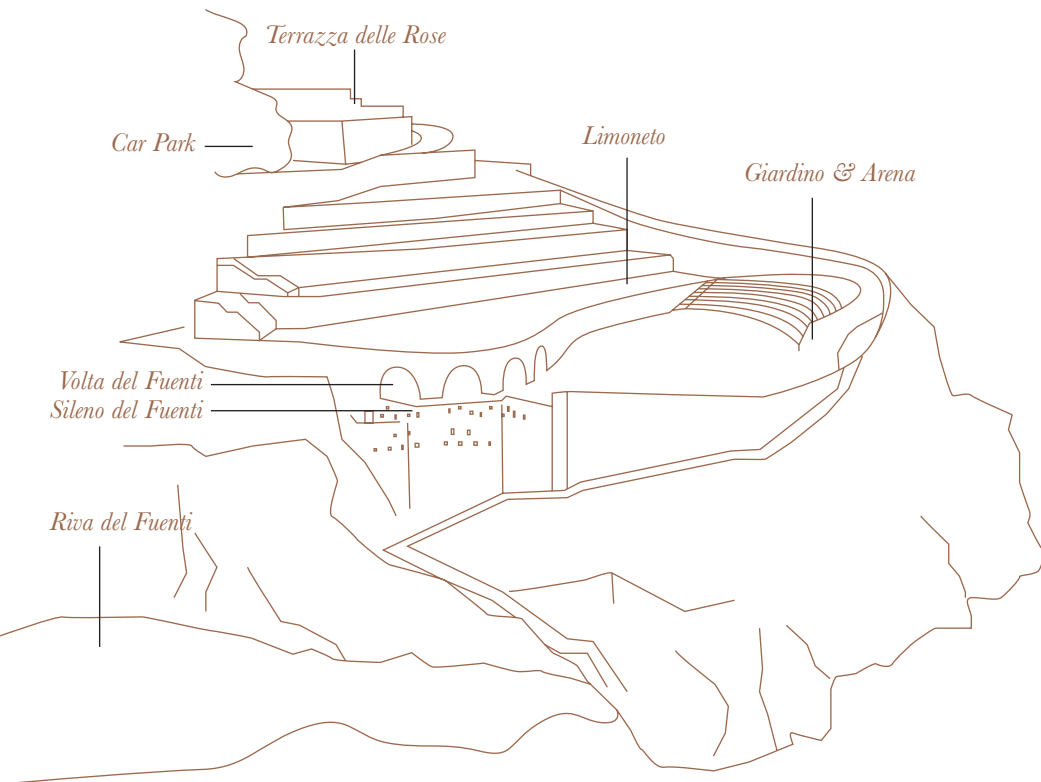 Terrazza delle Rose
Car Park
Limoneto
Giardino & Arena
Volta del Fuenti
Sileno del Fuenti
Riva del Fuenti